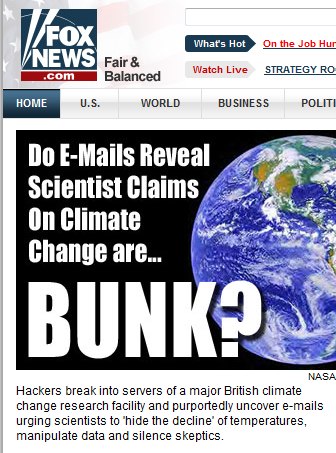 FOX
NEWS
.com
Fair &
Balanced
What's Hot
On the Job Hun
Watch Live
STRATEGY RO
HOME U.S. WORLD BUSINESS POLITI
Do E-Mails Reveal
Scientist Claims
On Climate
Change are...
BUNK?
NASA
Hackers break into servers of a major British climate
change research facility and purportedly uncover e-mails
urging scientists to 'hide the decline' of temperatures,
manipulate data and silence skeptics.